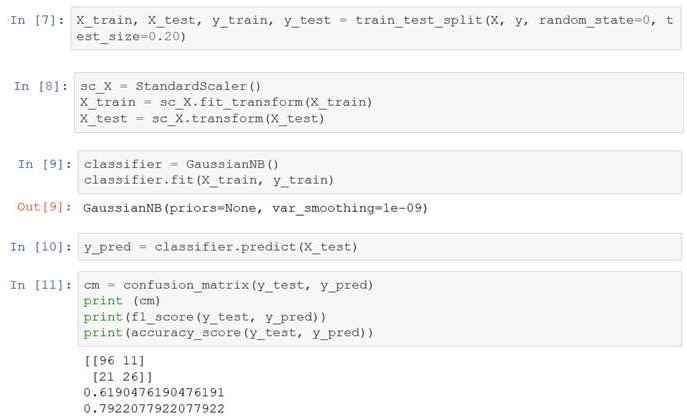 In [7]: X_train, X_test, y_train, y_test = train_test_split(X, y, random_state=0, t
est_size=0.20)
In [8]: sc_X = StandardScaler()
X_train = sc_X.fit_transform(X_train)
X_test = sc_X.transform(X_test)
In [9]: classifier = GaussianNB()
classifier.fit(X_train, y_train)
Out[9]: GaussianNB(priors=None, var_smoothing=1e-09)
In [10]: y_pred = classifier.predict(X_test)
In [11]: cm = confusion_matrix(y_test, y_pred)
print (cm)
print(f1_score(y_test, y_pred))
print(accuracy_score(y_test, y_pred))
[[96 11]
[21 26]]
0.6190476190476191
0.7922077922077922